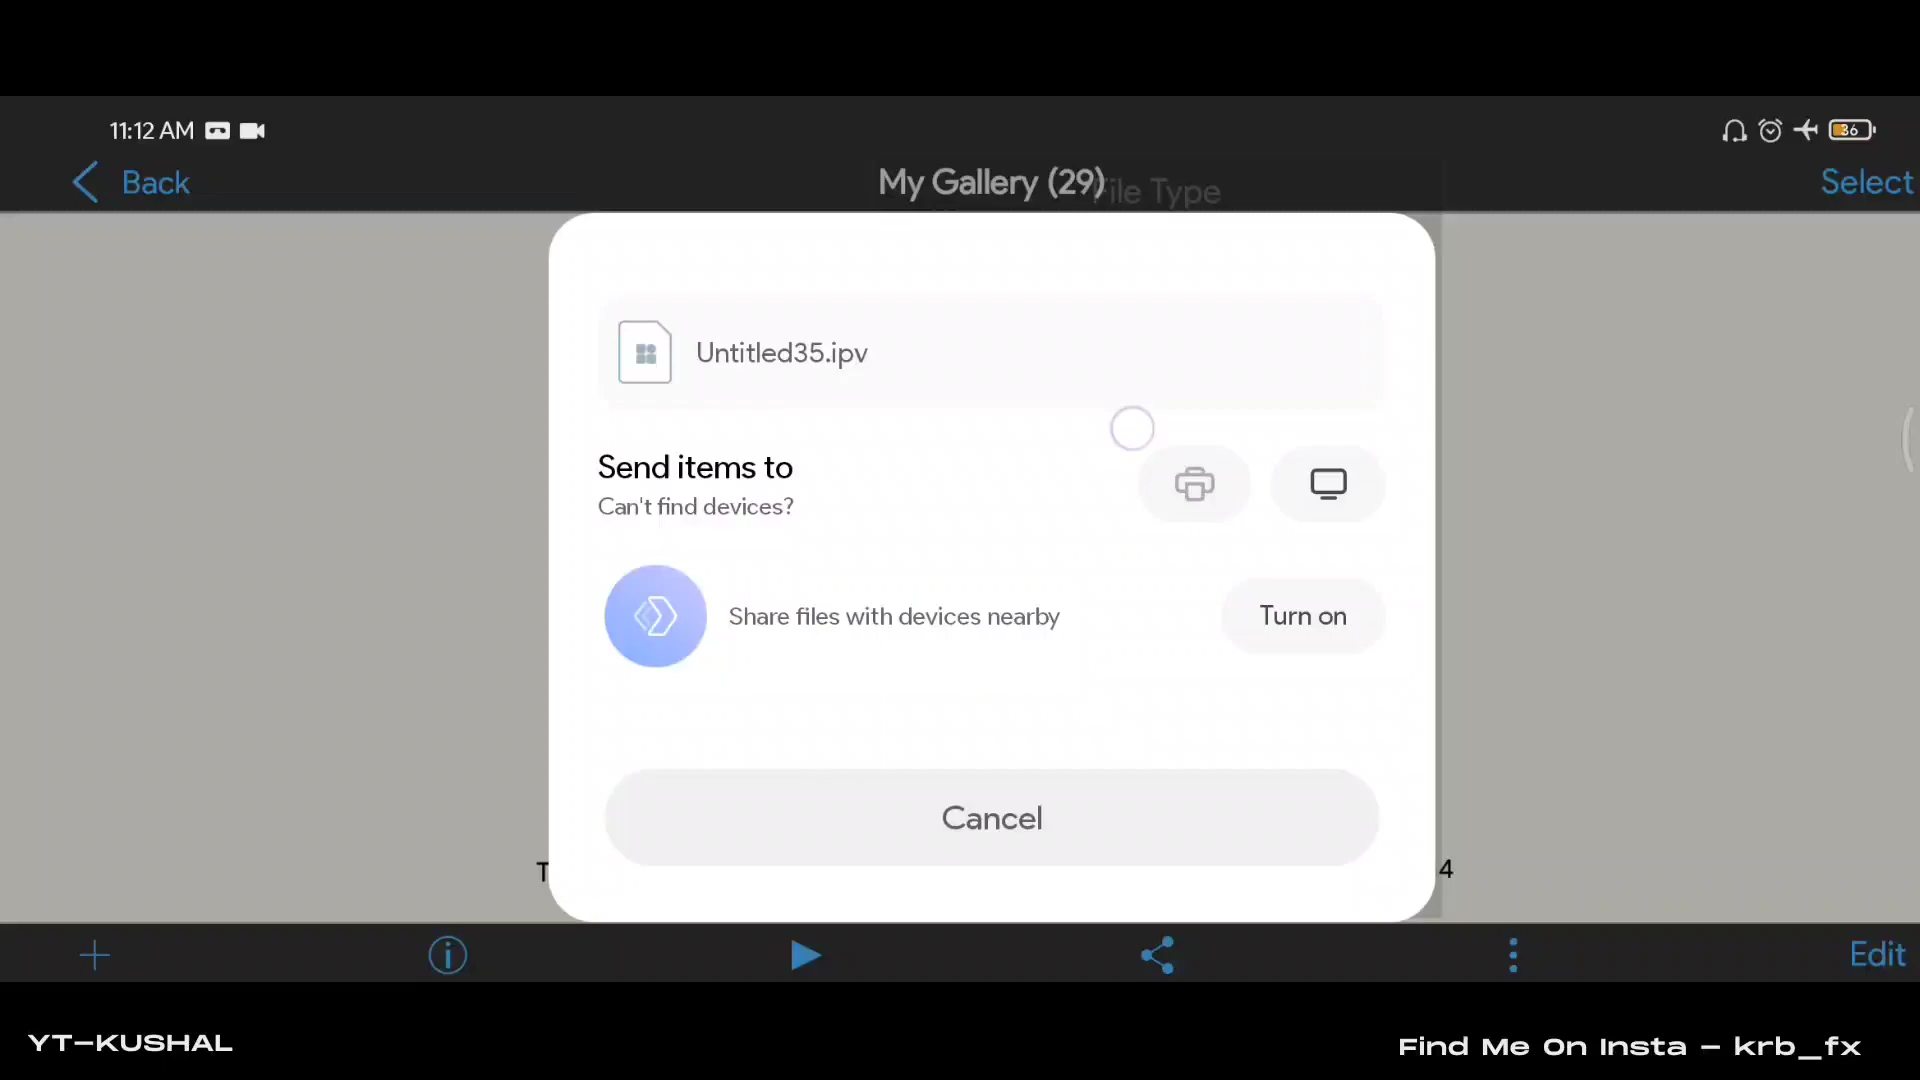 11:12 AM
36
Back
My Gallery (29)
File Type
Select
Untitled35.ipv
Send items to
Can't find devices?
Share files with devices nearby
Turn on
Cancel
T
4
Edit
YT-KUSHAL
Find Me On Insta - krb_fx